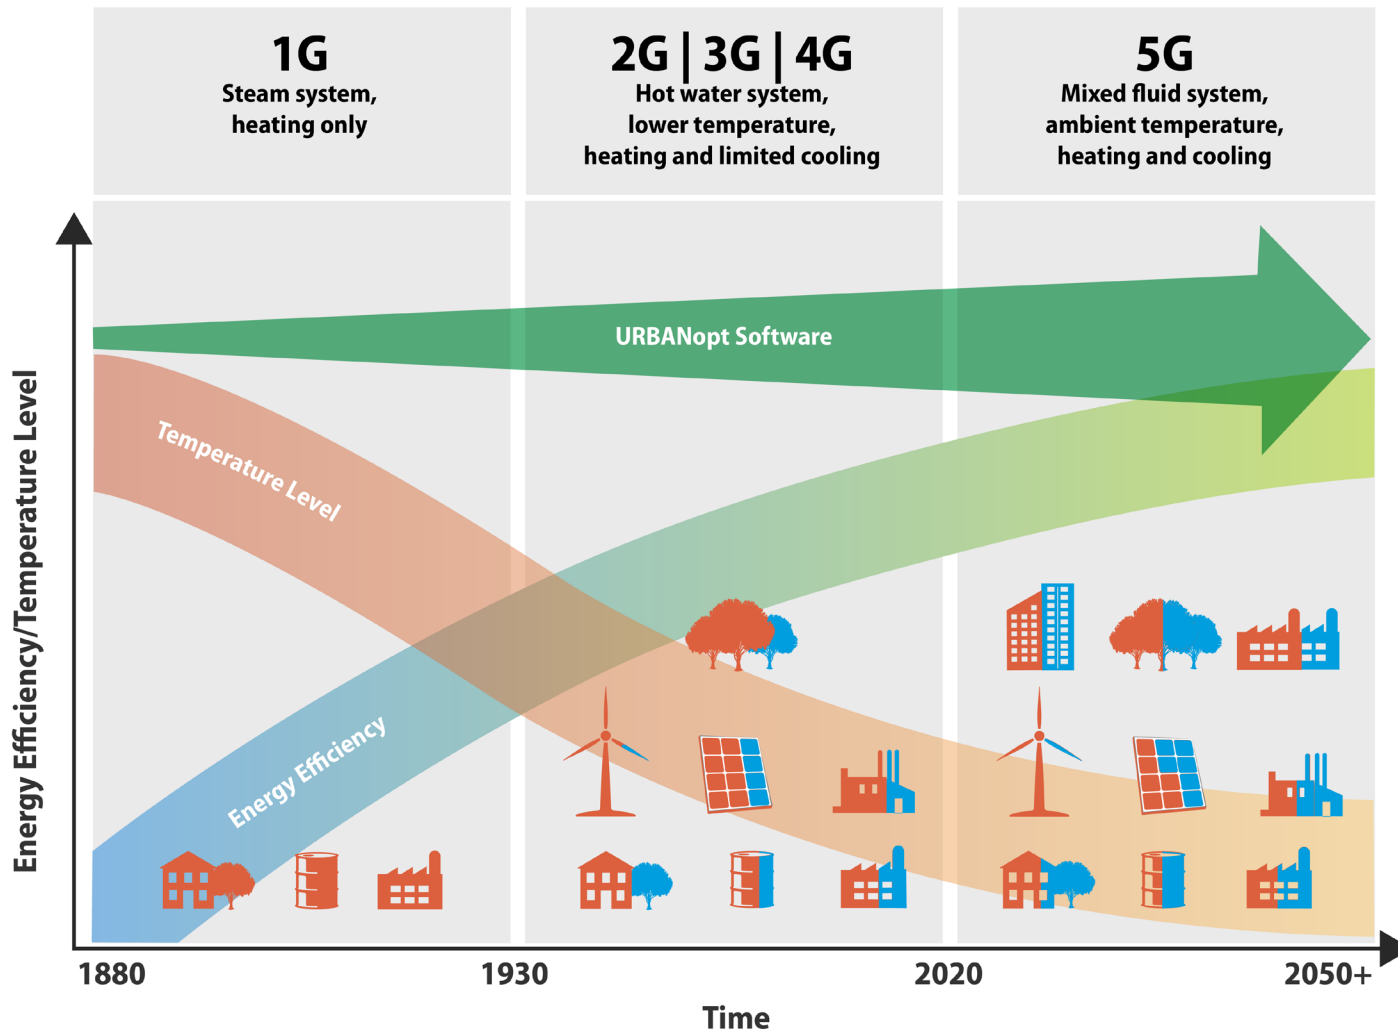 1G
Steam system,
heating only
2G | 3G | 4G
Hot water system,
lower temperature,
heating and limited cooling
5G
Mixed fluid system,
ambient temperature,
heating and cooling
Energy Efficiency/Temperature Level
URBANopt Software
Temperature Level
Energy Efficiency
1880
1930
2020
2050+
Time